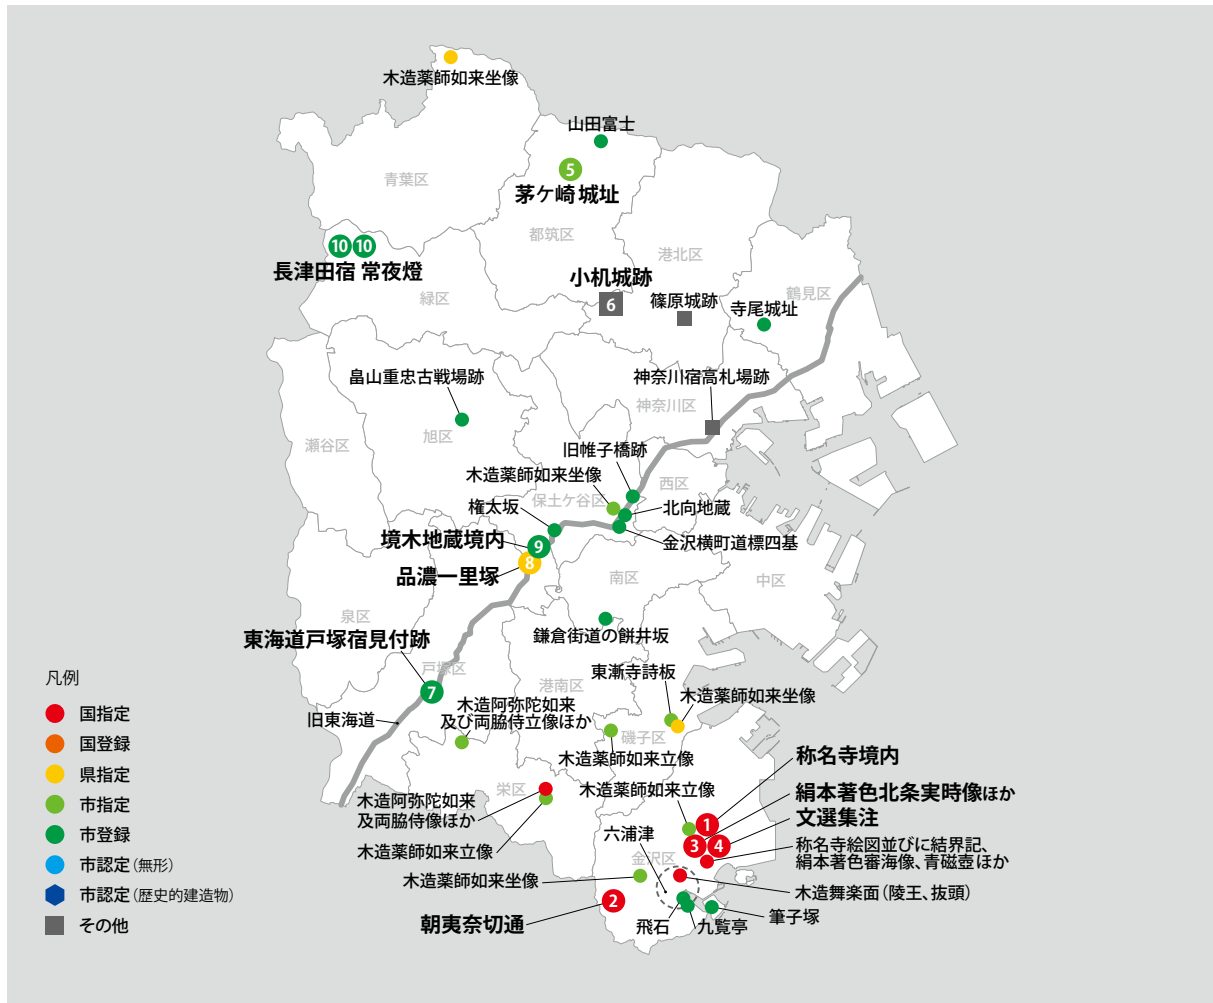 木造薬師如来坐像
山田富士
5
茅ケ崎城址
青葉区
都筑区
10 10
長津田宿 常夜燈
港北区
小机城跡
6
篠原城跡
鶴見区
寺尾城址
緑区
畠山重忠古戦場跡
神奈川宿高札場跡
神奈川区
旭区
瀬谷区
旧帷子橋跡
木造薬師如来坐像
西区
保土ケ谷区
権太坂
北向地蔵
境木地蔵境内
9
金沢横町道標四基
品濃一里塚
8
南区
中区
泉区
東海道戸塚宿見付跡
鎌倉街道の餅井坂
戸塚区
7
港南区
東漸寺詩板
木造薬師如来坐像
木造阿弥陀如来
及び両脇侍立像ほか
旧東海道
磯子区
木造薬師如来立像
称名寺境内
栄区
木造薬師如来立像
絹本著色北条実時像ほか
木造阿弥陀如来
及両脇侍像ほか
1
文選集注
六浦津
3 4
称名寺絵図並びに結界記、
絹本著色審海像、青磁壺ほか
木造薬師如来立像
金沢区
木造薬師如来坐像
木造舞楽面（陵王、抜頭）
2
朝夷奈切通
飛石
九覧亭
筆子塚
凡例
国指定
国登録
県指定
市指定
市登録
市認定（無形）
市認定（歴史的建造物）
その他